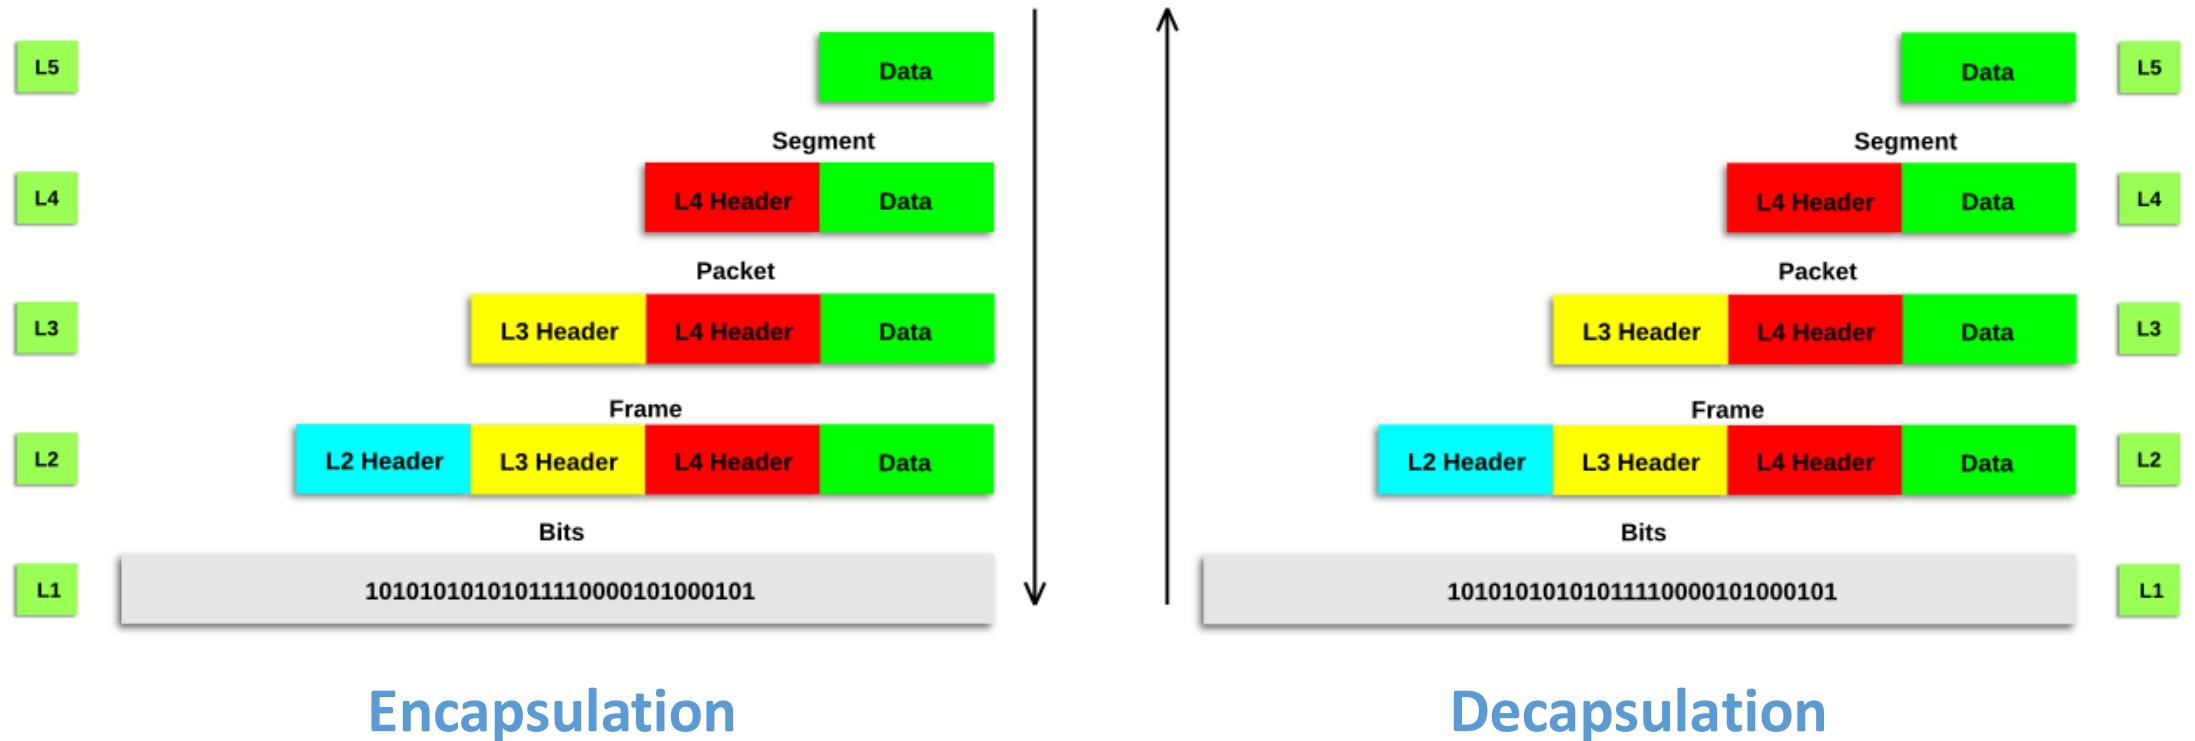 L5
Data
Segment
L4
L4 Header Data
Packet
L3
L3 Header L4 Header Data
Frame
L2
L2 Header L3 Header L4 Header Data
Bits
L1
10101010101011110000101000101
Encapsulation
Data
L5
Segment
L4 Header Data
L4
Packet
L3 Header L4 Header Data
L3
Frame
L2 Header L3 Header L4 Header Data
L2
Bits
10101010101011110000101000101
L1
Decapsulation